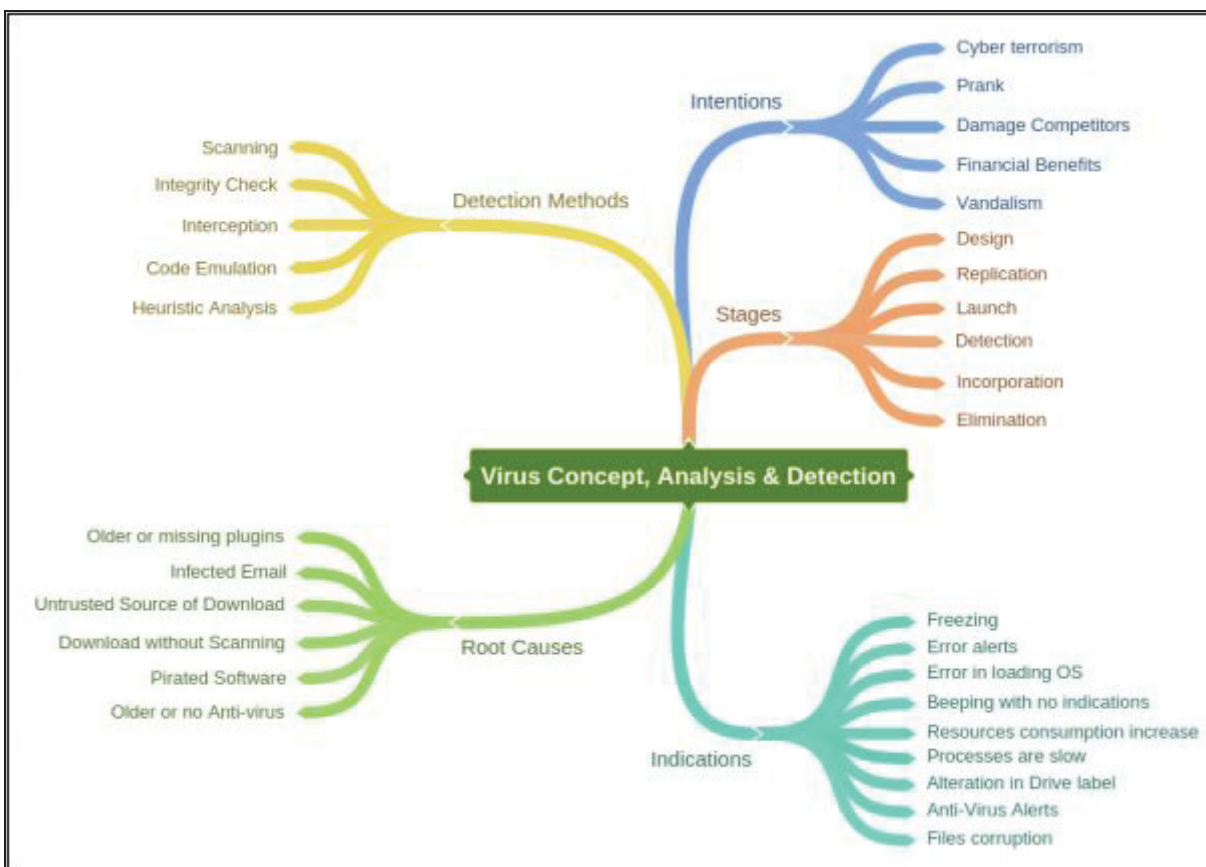 Virus Concept, Analysis & Detection
Intentions
Cyber terrorism
Prank
Damage Competitors
Financial Benefits
Vandalism
Stages
Design
Replication
Launch
Detection
Incorporation
Elimination
Indications
Freezing
Error alerts
Error in loading OS
Beeping with no indications
Resources consumption increase
Processes are slow
Alteration in Drive label
Anti-Virus Alerts
Files corruption
Detection Methods
Scanning
Integrity Check
Interception
Code Emulation
Heuristic Analysis
Root Causes
Older or missing plugins
Infected Email
Untrusted Source of Download
Download without Scanning
Pirated Software
Older or no Anti-virus